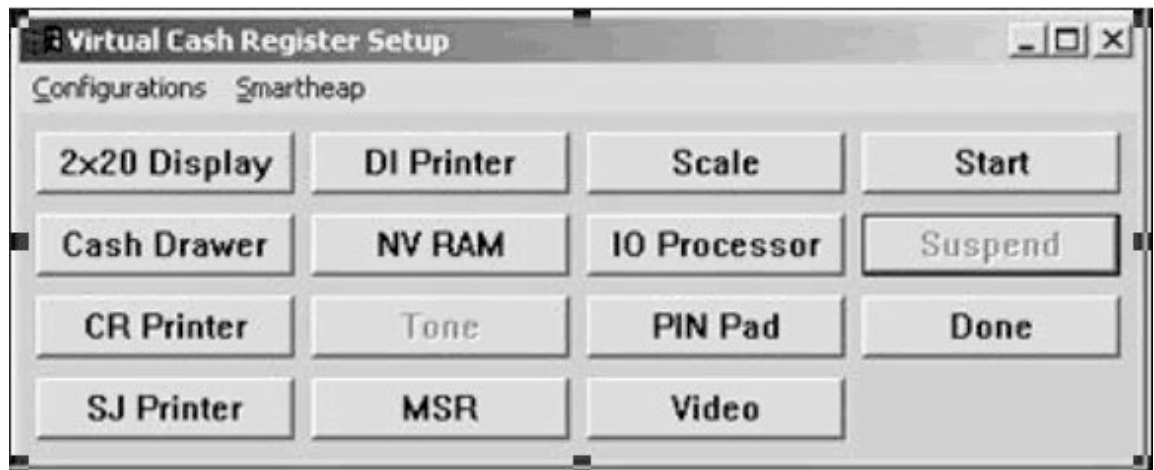 Virtual Cash Register Setup
Configurations Smartheap
2x20 Display DI Printer Scale Start
Cash Drawer NV RAM IO Processor Suspend
CR Printer Tone PIN Pad Done
SJ Printer MSR Video